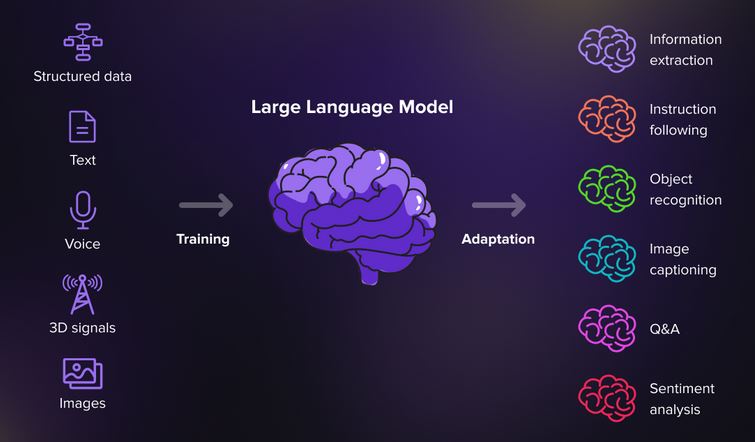 Structured data
Text
Voice
3D signals
Images
Training
Large Language Model
Adaptation
Information
extraction
Instruction
following
Object
recognition
Image
captioning
Q&A
Sentiment
analysis